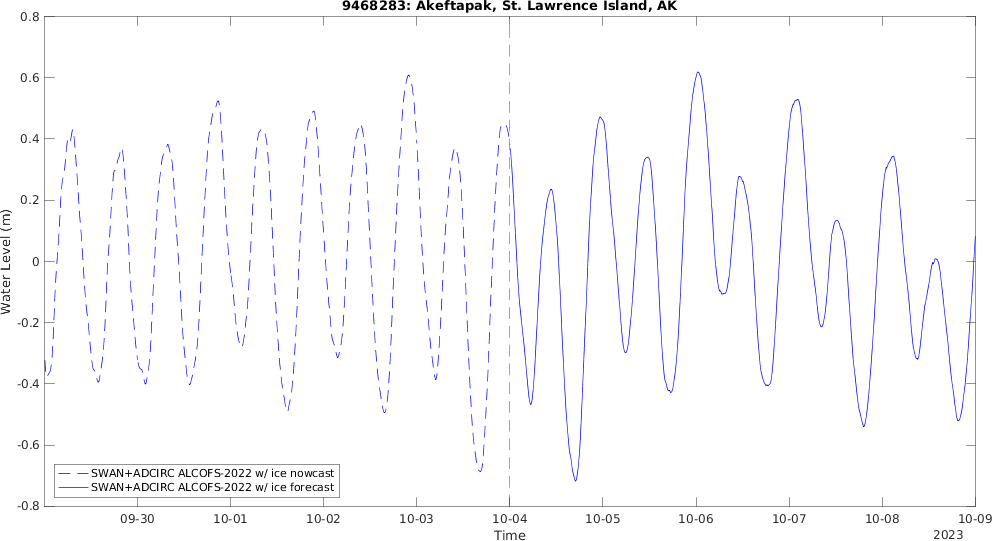 9468283: Akeftapak, St. Lawrence Island, AK
0.8
0.6
0.4
0.2
0
-0.2
-0.4
-0.6
-0.8
Water Level (m)
SWAN+ADCIRC ALCOFS-2022 w/ ice nowcast
SWAN+ADCIRC ALCOFS-2022 w/ ice forecast
09-30 10-01 10-02 10-03 10-04 10-05 10-06 10-07 10-08 10-09
Time
2023